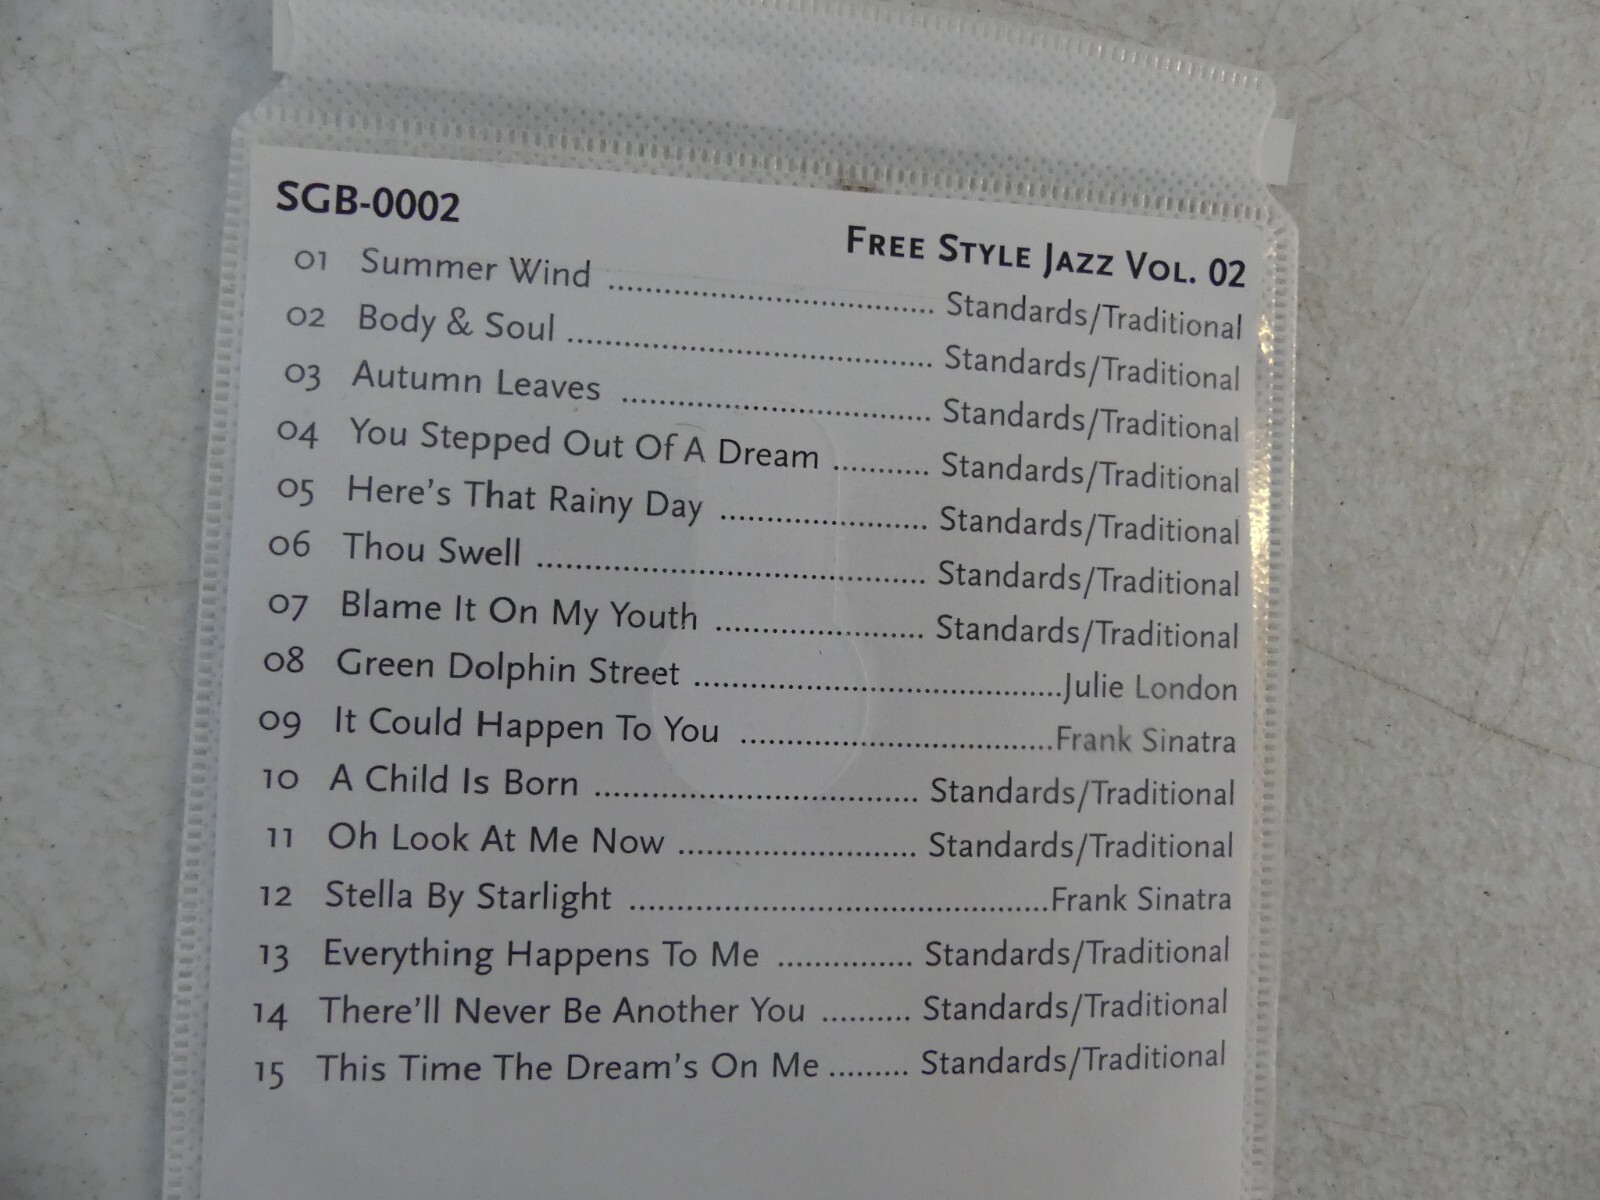 SGB-0002
FREE STYLE JAZZ VOL. 02
01 Summer Wind .......... Standards/Traditional
02 Body & Soul .......... Standards/Traditional
03 Autumn Leaves .......... Standards/Traditional
04 You Stepped Out Of A Dream .......... Standards/Traditional
05 Here's That Rainy Day .......... Standards/Traditional
06 Thou Swell .......... Standards/Traditional
07 Blame It On My Youth .......... Standards/Traditional
08 Green Dolphin Street .......... Julie London
09 It Could Happen To You .......... Frank Sinatra
10 A Child Is Born .......... Standards/Traditional
11 Oh Look At Me Now .......... Standards/Traditional
12 Stella By Starlight .......... Frank Sinatra
13 Everything Happens To Me .......... Standards/Traditional
14 There'll Never Be Another You .......... Standards/Traditional
15 This Time The Dream's On Me ......... Standards/Traditional